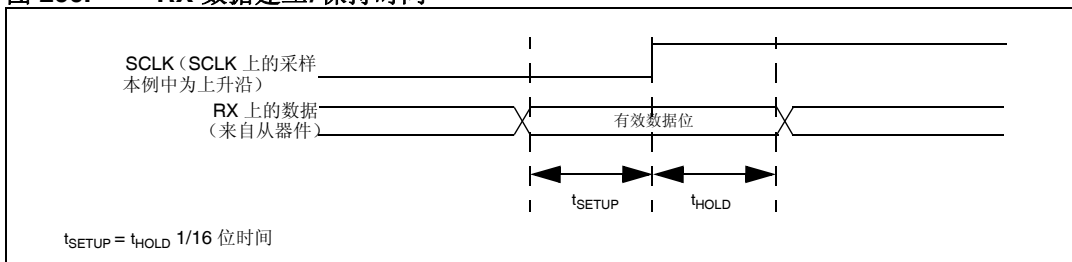 SCLK（SCLK 上的采样
本例中为上升沿）
RX 上的数据
（来自从器件）
有效数据位
tSETUP
tHOLD
tSETUP = tHOLD 1/16 位时间